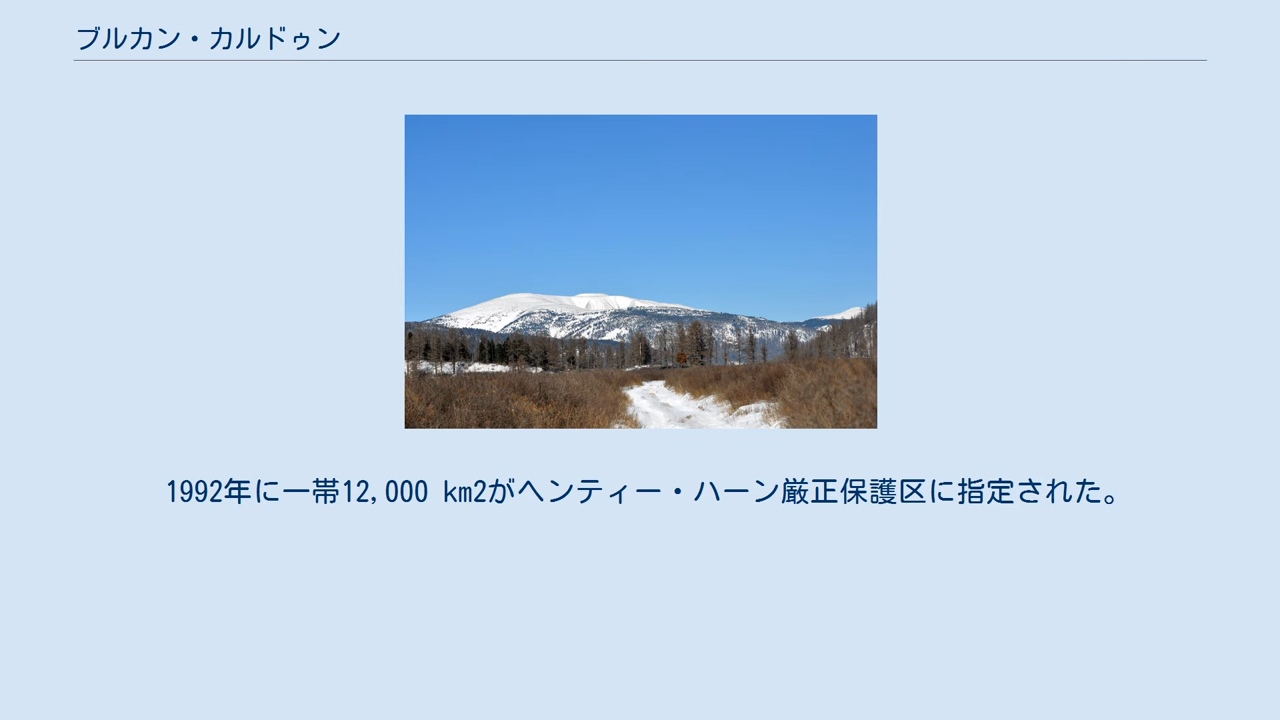 ブルカン・カルドゥン
1992年に一帯12,000 km2がヘンティー・ハーン厳正保護区に指定された。